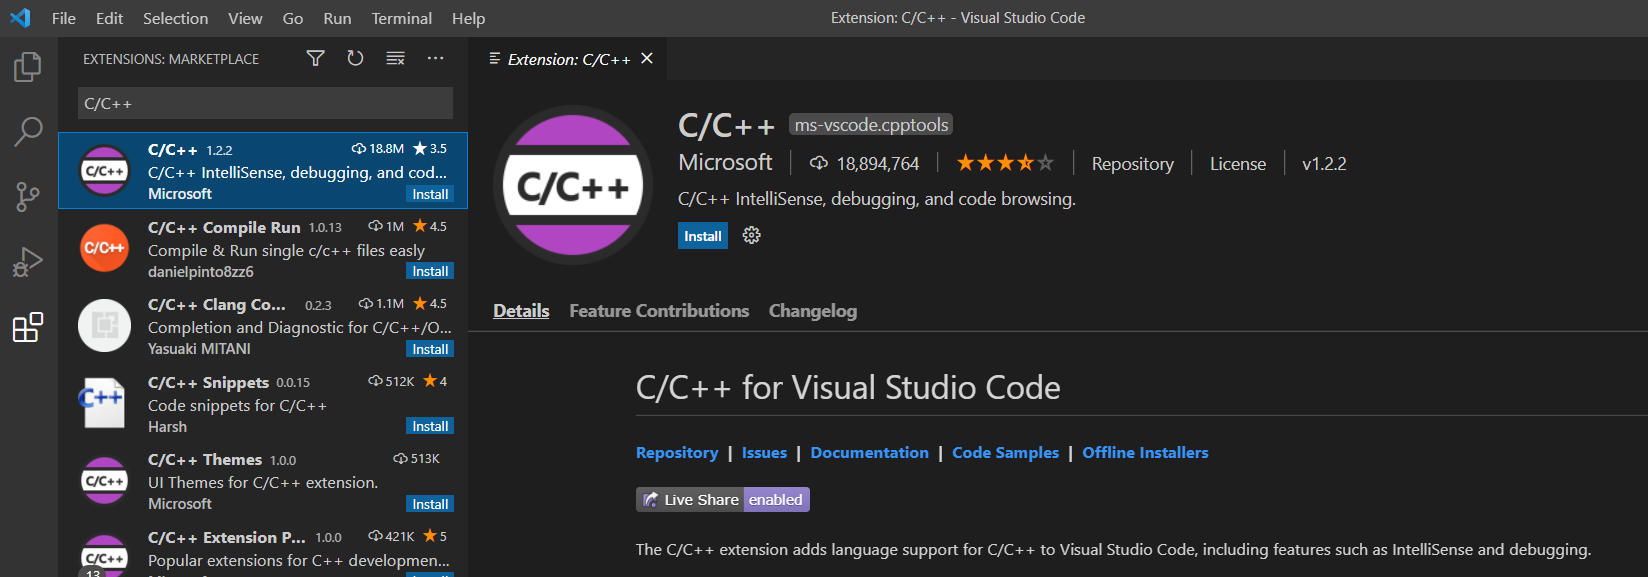 File Edit Selection View Go Run Terminal Help
Extension: C/C++ - Visual Studio Code
EXTENSIONS: MARKETPLACE
C/C++
C/C++ 1.2.2 18.8M 3.5
C/C++ IntelliSense, debugging, and cod...
Microsoft Install
C/C++ Compile Run 1.0.13 1M 4.5
Compile & Run single c/c++ files easly
danielpinto8zz6 Install
C/C++ Clang Co... 0.2.3 1.1M 4.5
Completion and Diagnostic for C/C++/O...
Yasuaki MITANI Install
C/C++ Snippets 0.0.15 512K 4
Code snippets for C/C++
Harsh Install
C/C++ Themes 1.0.0 513K
UI Themes for C/C++ extension.
Microsoft Install
C/C++ Extension P... 1.0.0 421K 5
Popular extensions for C++ developmen...
C/C++
C/C++
C++
C/C++
C/C++
13
Extension: C/C++
C/C++
C/C++ ms-vscode.cpptools
Microsoft 18,894,764 Repository License v1.2.2
C/C++ IntelliSense, debugging, and code browsing.
Install
Details Feature Contributions Changelog
C/C++ for Visual Studio Code
Repository | Issues | Documentation | Code Samples | Offline Installers
Live Share enabled
The C/C++ extension adds language support for C/C++ to Visual Studio Code, including features such as IntelliSense and debugging.